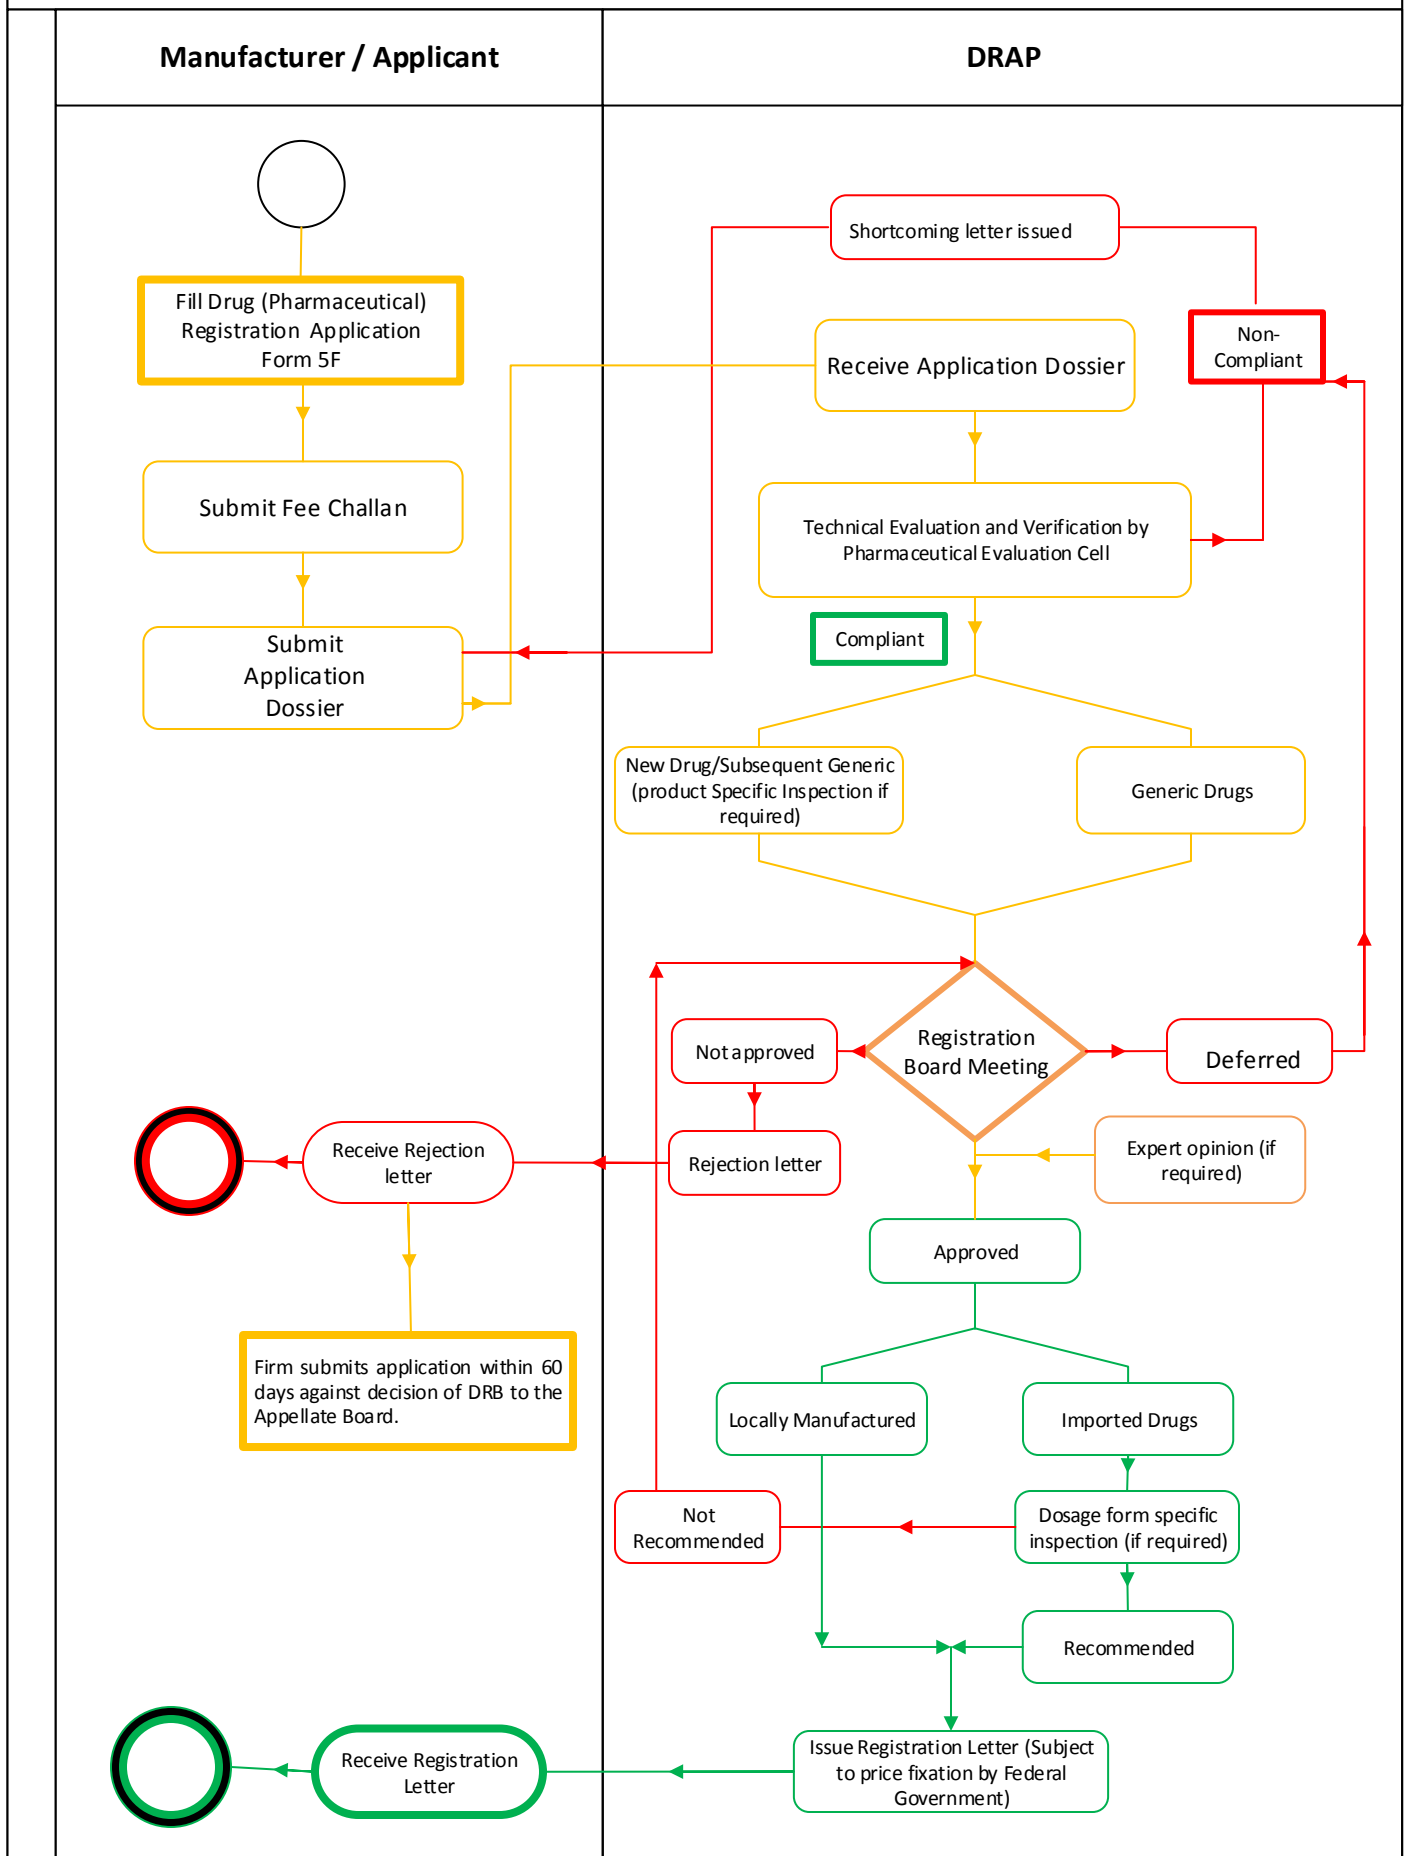 Manufacturer / Applicant
DRAP
Shortcoming letter issued
Fill Drug (Pharmaceutical)
Registration Application
Form 5F
Non-
Compliant
Receive Application Dossier
Submit Fee Challan
Technical Evaluation and Verification by
Pharmaceutical Evaluation Cell
Compliant
Submit
Application
Dossier
New Drug/Subsequent Generic
(product Specific Inspection if
required)
Generic Drugs
Registration
Board Meeting
Not approved
Deferred
Receive Rejection
letter
Rejection letter
Expert opinion (if
required)
Approved
Firm submits application within 60
days against decision of DRB to the
Appellate Board.
Locally Manufactured
Imported Drugs
Not
Recommended
Dosage form specific
inspection (if required)
Recommended
Receive Registration
Letter
Issue Registration Letter (Subject
to price fixation by Federal
Government)